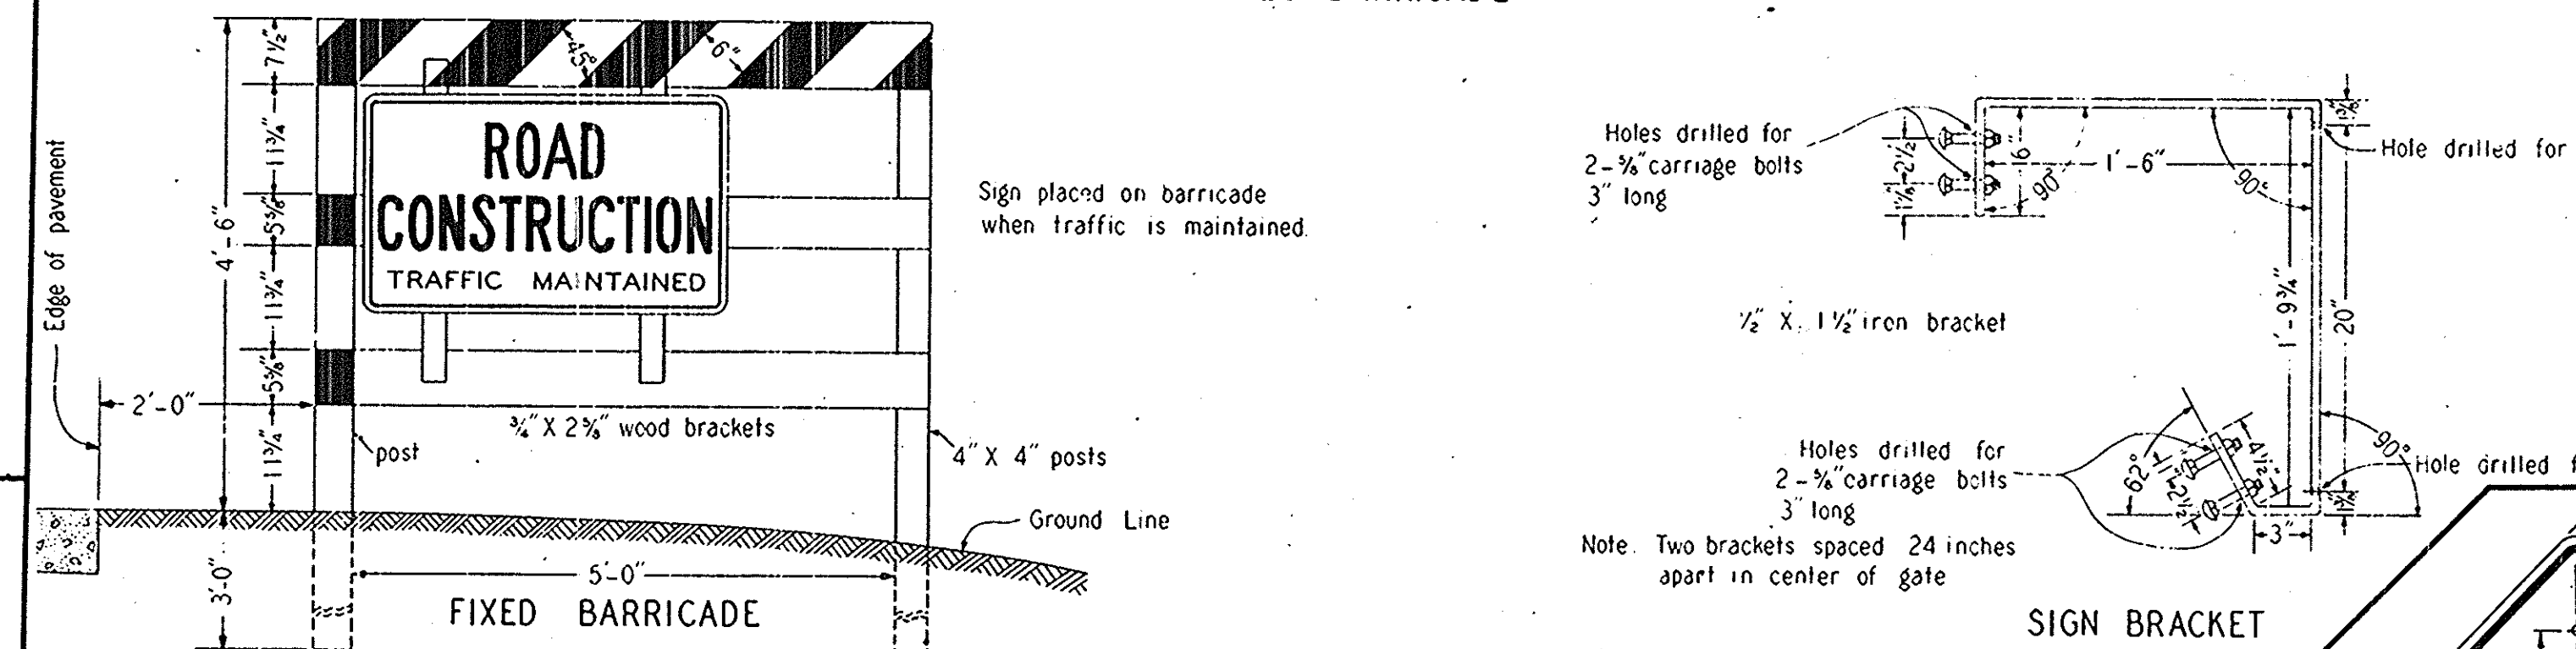 7½"
11¾"
5⅝"
11¾"
5⅝"
11¾"
4'-6"
3'-0"
Edge of pavement
2'-0"
45°
6"
ROAD
CONSTRUCTION
TRAFFIC MAINTAINED
Sign placed on barricade
when traffic is maintained.
¾" X 2⅝" wood brackets
post
4" X 4" posts
Ground Line
5'-0"
FIXED BARRICADE
Holes drilled for
2-⅝" carriage bolts
3" long
2½"
6"
90°
1'-6"
90°
Hole drilled for
½" X 1½" iron bracket
1'-9¾"
20"
Holes drilled for
2-⅝" carriage bolts
3" long
62°
2½"
4½"
90°
Hole drilled
3"
Note. Two brackets spaced 24 inches
apart in center of gate
SIGN BRACKET